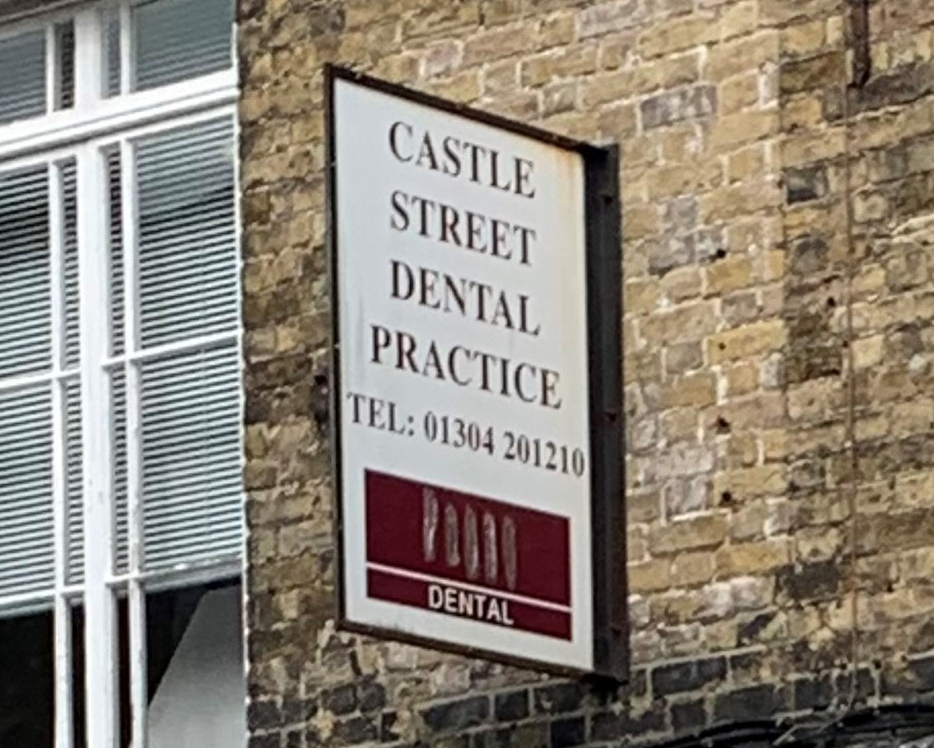 CASTLE
STREET
DENTAL
PRACTICE
TEL: 01304 201210
DENTAL